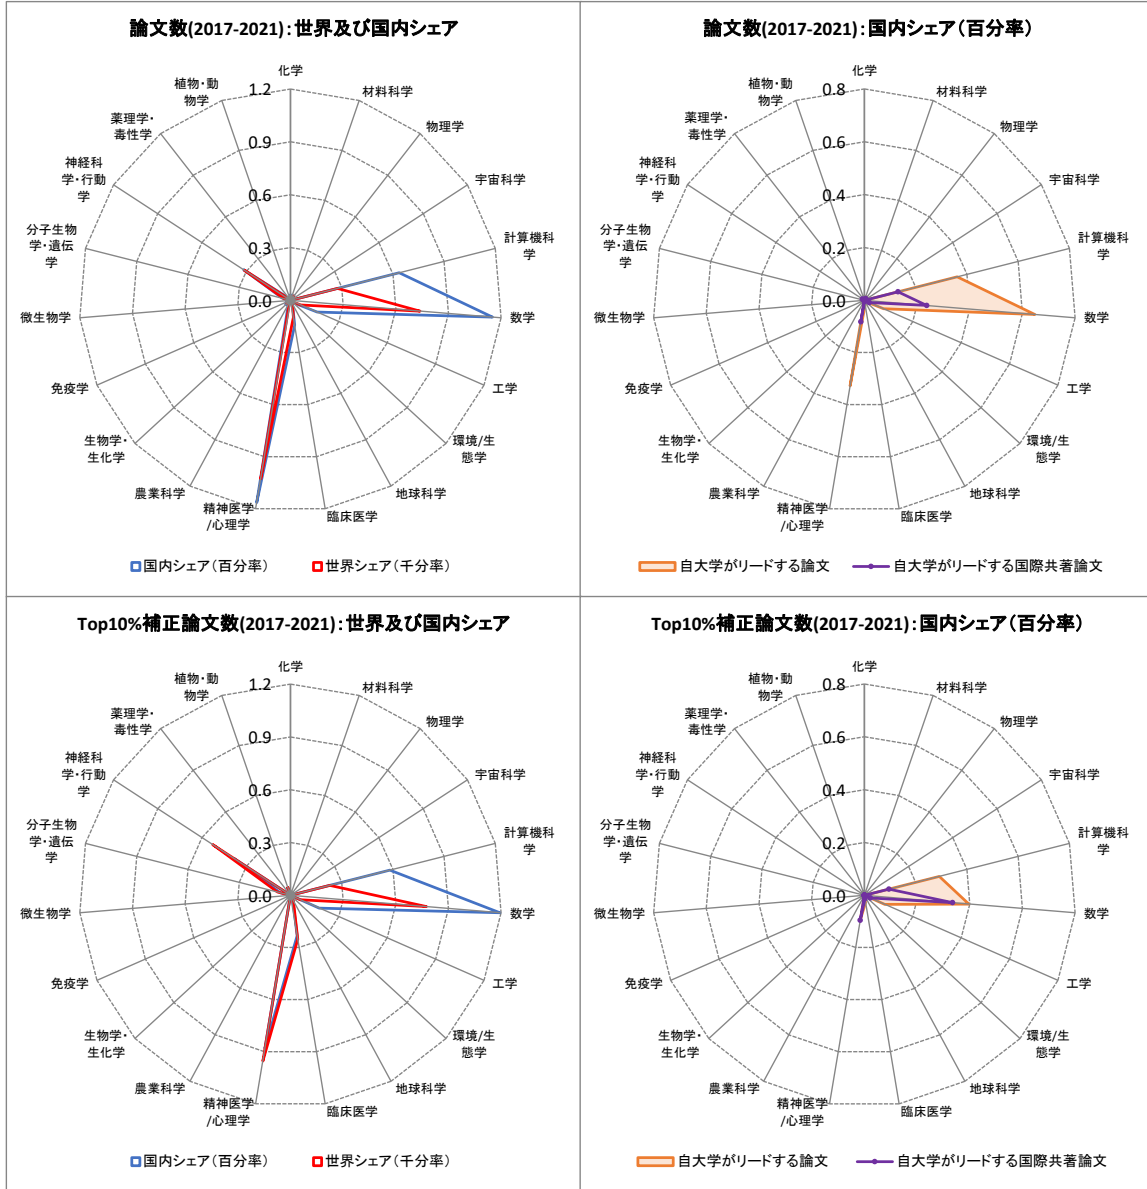 論文数(2017-2021):世界及び国内シェア
化学
材料科学
物理学
宇宙科学
計算機科
学
数学
工学
環境/生
態学
地球科学
臨床医学
精神医学
/心理学
農業科学
生物学・
生化学
免疫学
微生物学
分子生物
学・遺伝
学
神経科
学・行動
学
薬理学・
毒性学
植物・動
物学
1.2
0.9
0.6
0.3
0.0
国内シェア(百分率)
世界シェア(千分率)
論文数(2017-2021):国内シェア(百分率)
化学
材料科学
物理学
宇宙科学
計算機科
学
数学
工学
環境/生
態学
地球科学
臨床医学
精神医学
/心理学
農業科学
生物学・
生化学
免疫学
微生物学
分子生物
学・遺伝
学
神経科
学・行動
学
薬理学・
毒性学
植物・動
物学
0.8
0.6
0.4
0.2
0.0
自大学がリードする論文
自大学がリードする国際共著論文
Top10%補正論文数(2017-2021):世界及び国内シェア
化学
材料科学
物理学
宇宙科学
計算機科
学
数学
工学
環境/生
態学
地球科学
臨床医学
精神医学
/心理学
農業科学
生物学・
生化学
免疫学
微生物学
分子生物
学・遺伝
学
神経科
学・行動
学
薬理学・
毒性学
植物・動
物学
1.2
0.9
0.6
0.3
0.0
国内シェア(百分率)
世界シェア(千分率)
Top10%補正論文数(2017-2021):国内シェア(百分率)
化学
材料科学
物理学
宇宙科学
計算機科
学
数学
工学
環境/生
態学
地球科学
臨床医学
精神医学
/心理学
農業科学
生物学・
生化学
免疫学
微生物学
分子生物
学・遺伝
学
神経科
学・行動
学
薬理学・
毒性学
植物・動
物学
0.8
0.6
0.4
0.2
0.0
自大学がリードする論文
自大学がリードする国際共著論文